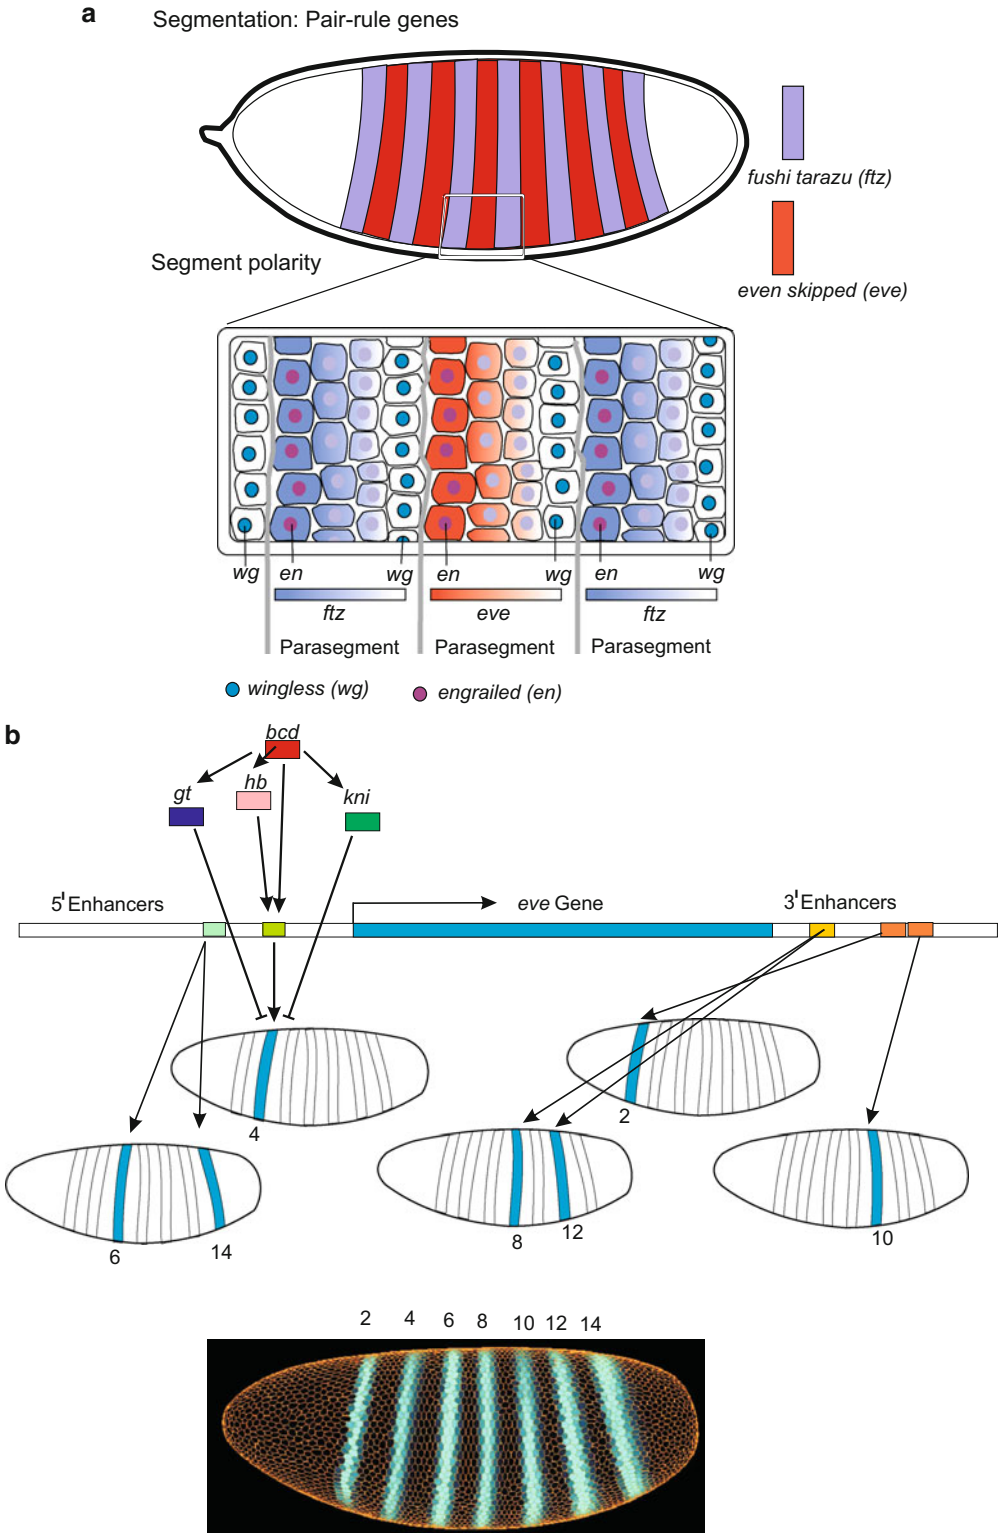 a
Segmentation: Pair-rule genes
fushi tarazu (ftz)
even skipped (eve)
Segment polarity
wg en wg en wg en wg
ftz eve ftz
Parasegment Parasegment Parasegment
wingless (wg) engrailed (en)
b
bcd
gt hb kni
5' Enhancers eve Gene 3' Enhancers
4
2
6 14
8 12
10
2 4 6 8 10 12 14